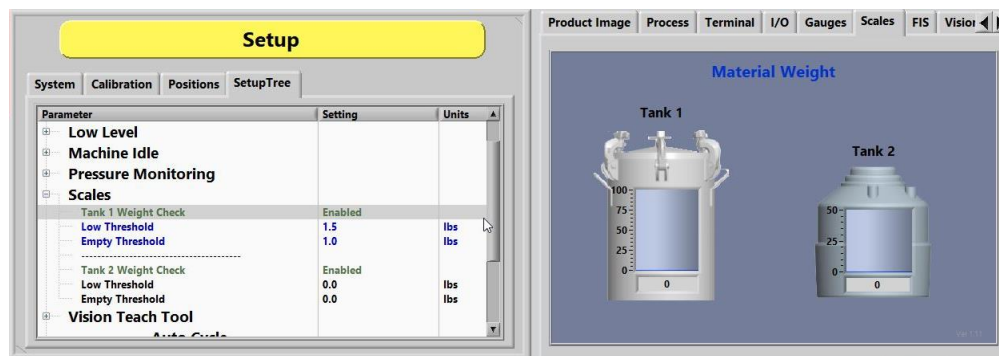 Setup
System Calibration Positions SetupTree
Parameter Setting Units
Low Level
Machine Idle
Pressure Monitoring
Scales
Tank 1 Weight Check Enabled
Low Threshold 1.5 lbs
Empty Threshold 1.0 lbs
---------------------------------
Tank 2 Weight Check Enabled
Low Threshold 0.0 lbs
Empty Threshold 0.0 lbs
Vision Teach Tool
Auto Cycle
Product Image Process Terminal I/O Gauges Scales FIS
Material Weight
Tank 1
100
75
50
25
0
0
Tank 2
50
25
0
0